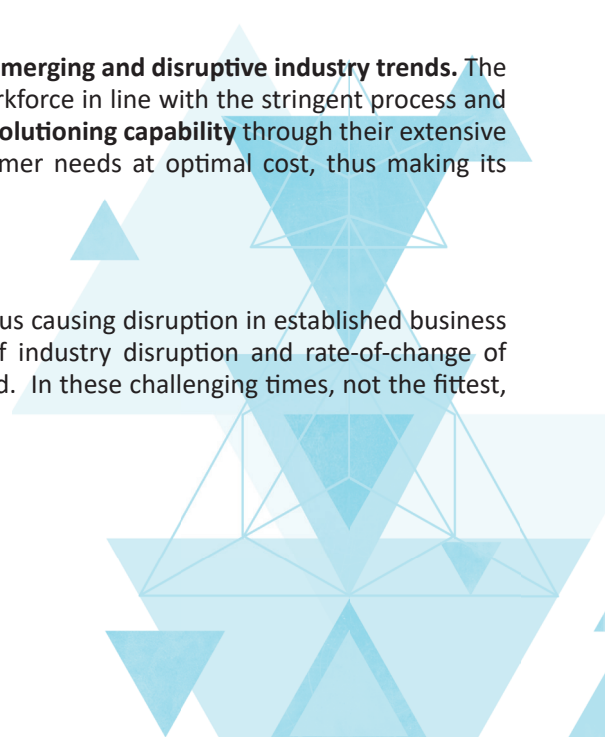 merging and disruptive industry trends. The
rkforce in line with the stringent process and
olutioning capability through their extensive
mer needs at optimal cost, thus making its
us causing disruption in established business
f industry disruption and rate-of-change of
d. In these challenging times, not the fittest,